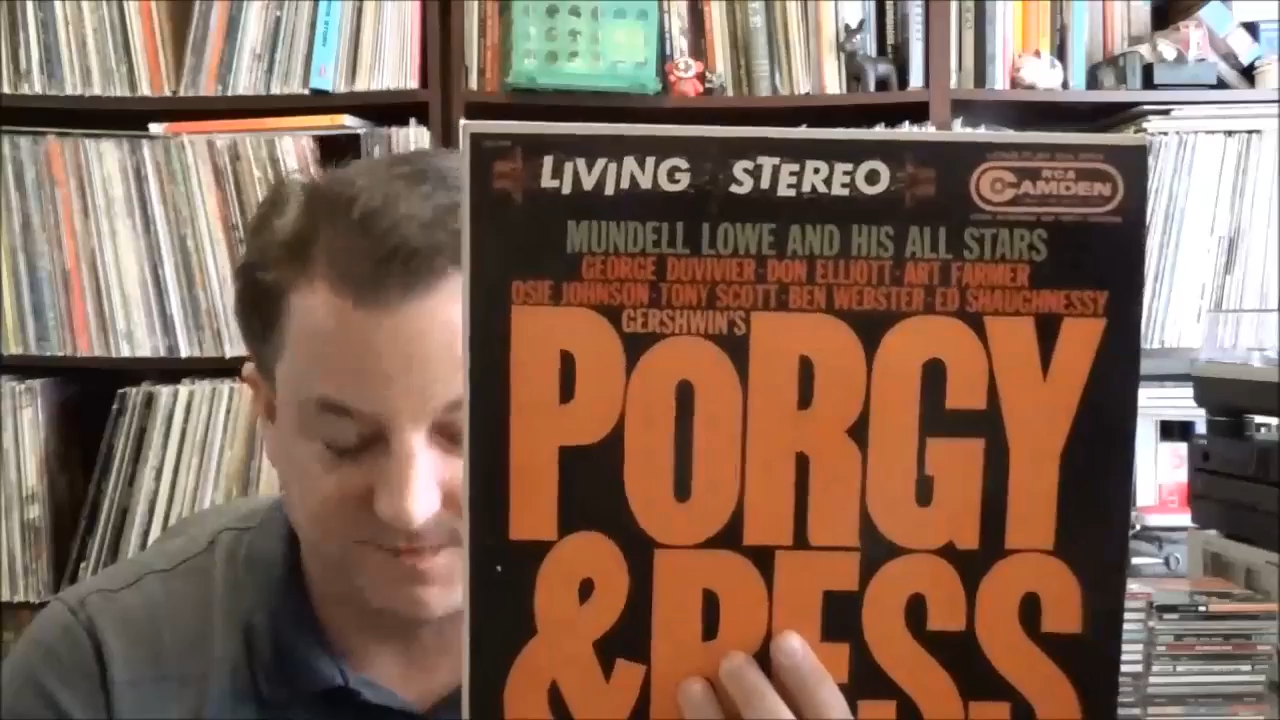 LIVING STEREO
RCA
CAMDEN
MUNDELL LOWE AND HIS ALL STARS
GEORGE DUVIVIER·DON ELLIOTT·ART FARMER
OSIE JOHNSON·TONY SCOTT·BEN WEBSTER·ED SHAUGHNESSY
GERSHWIN'S
PORGY
& BESS